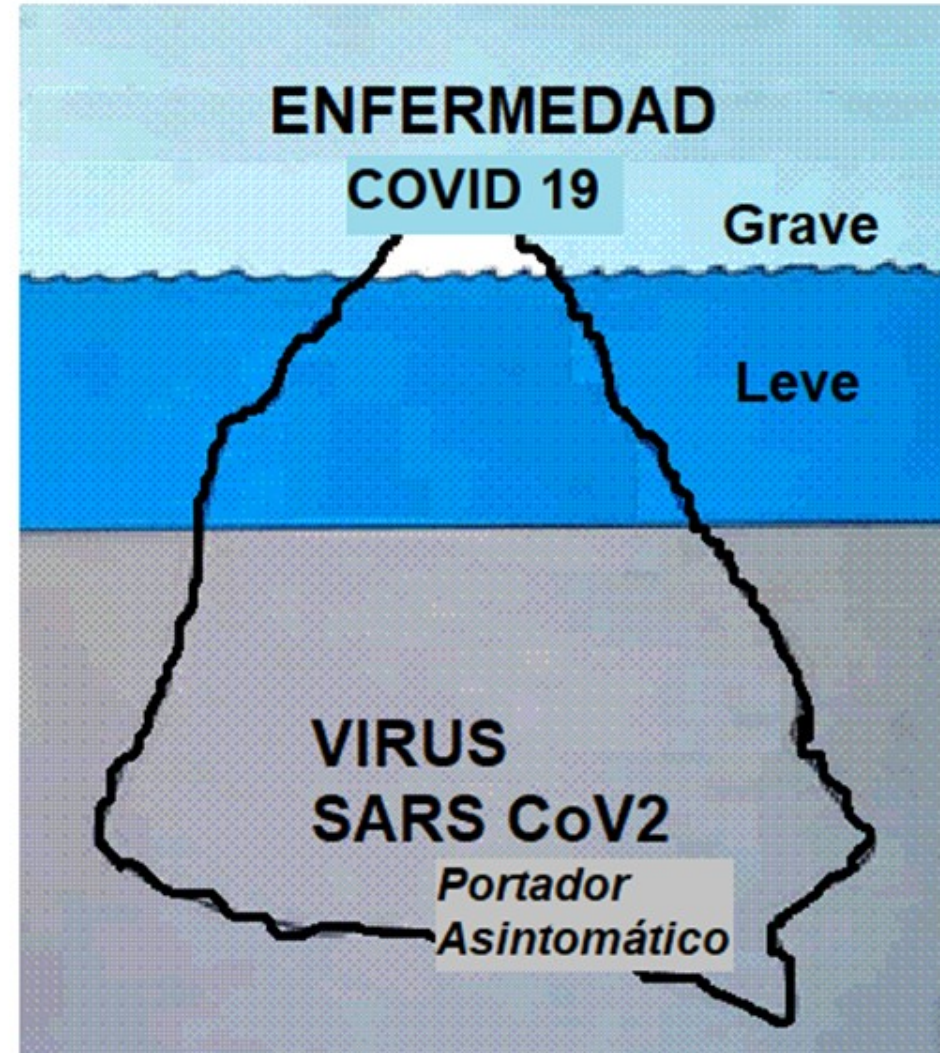 ENFERMEDAD
COVID 19
Grave
Leve
VIRUS
SARS CoV2
Portador
Asintomático